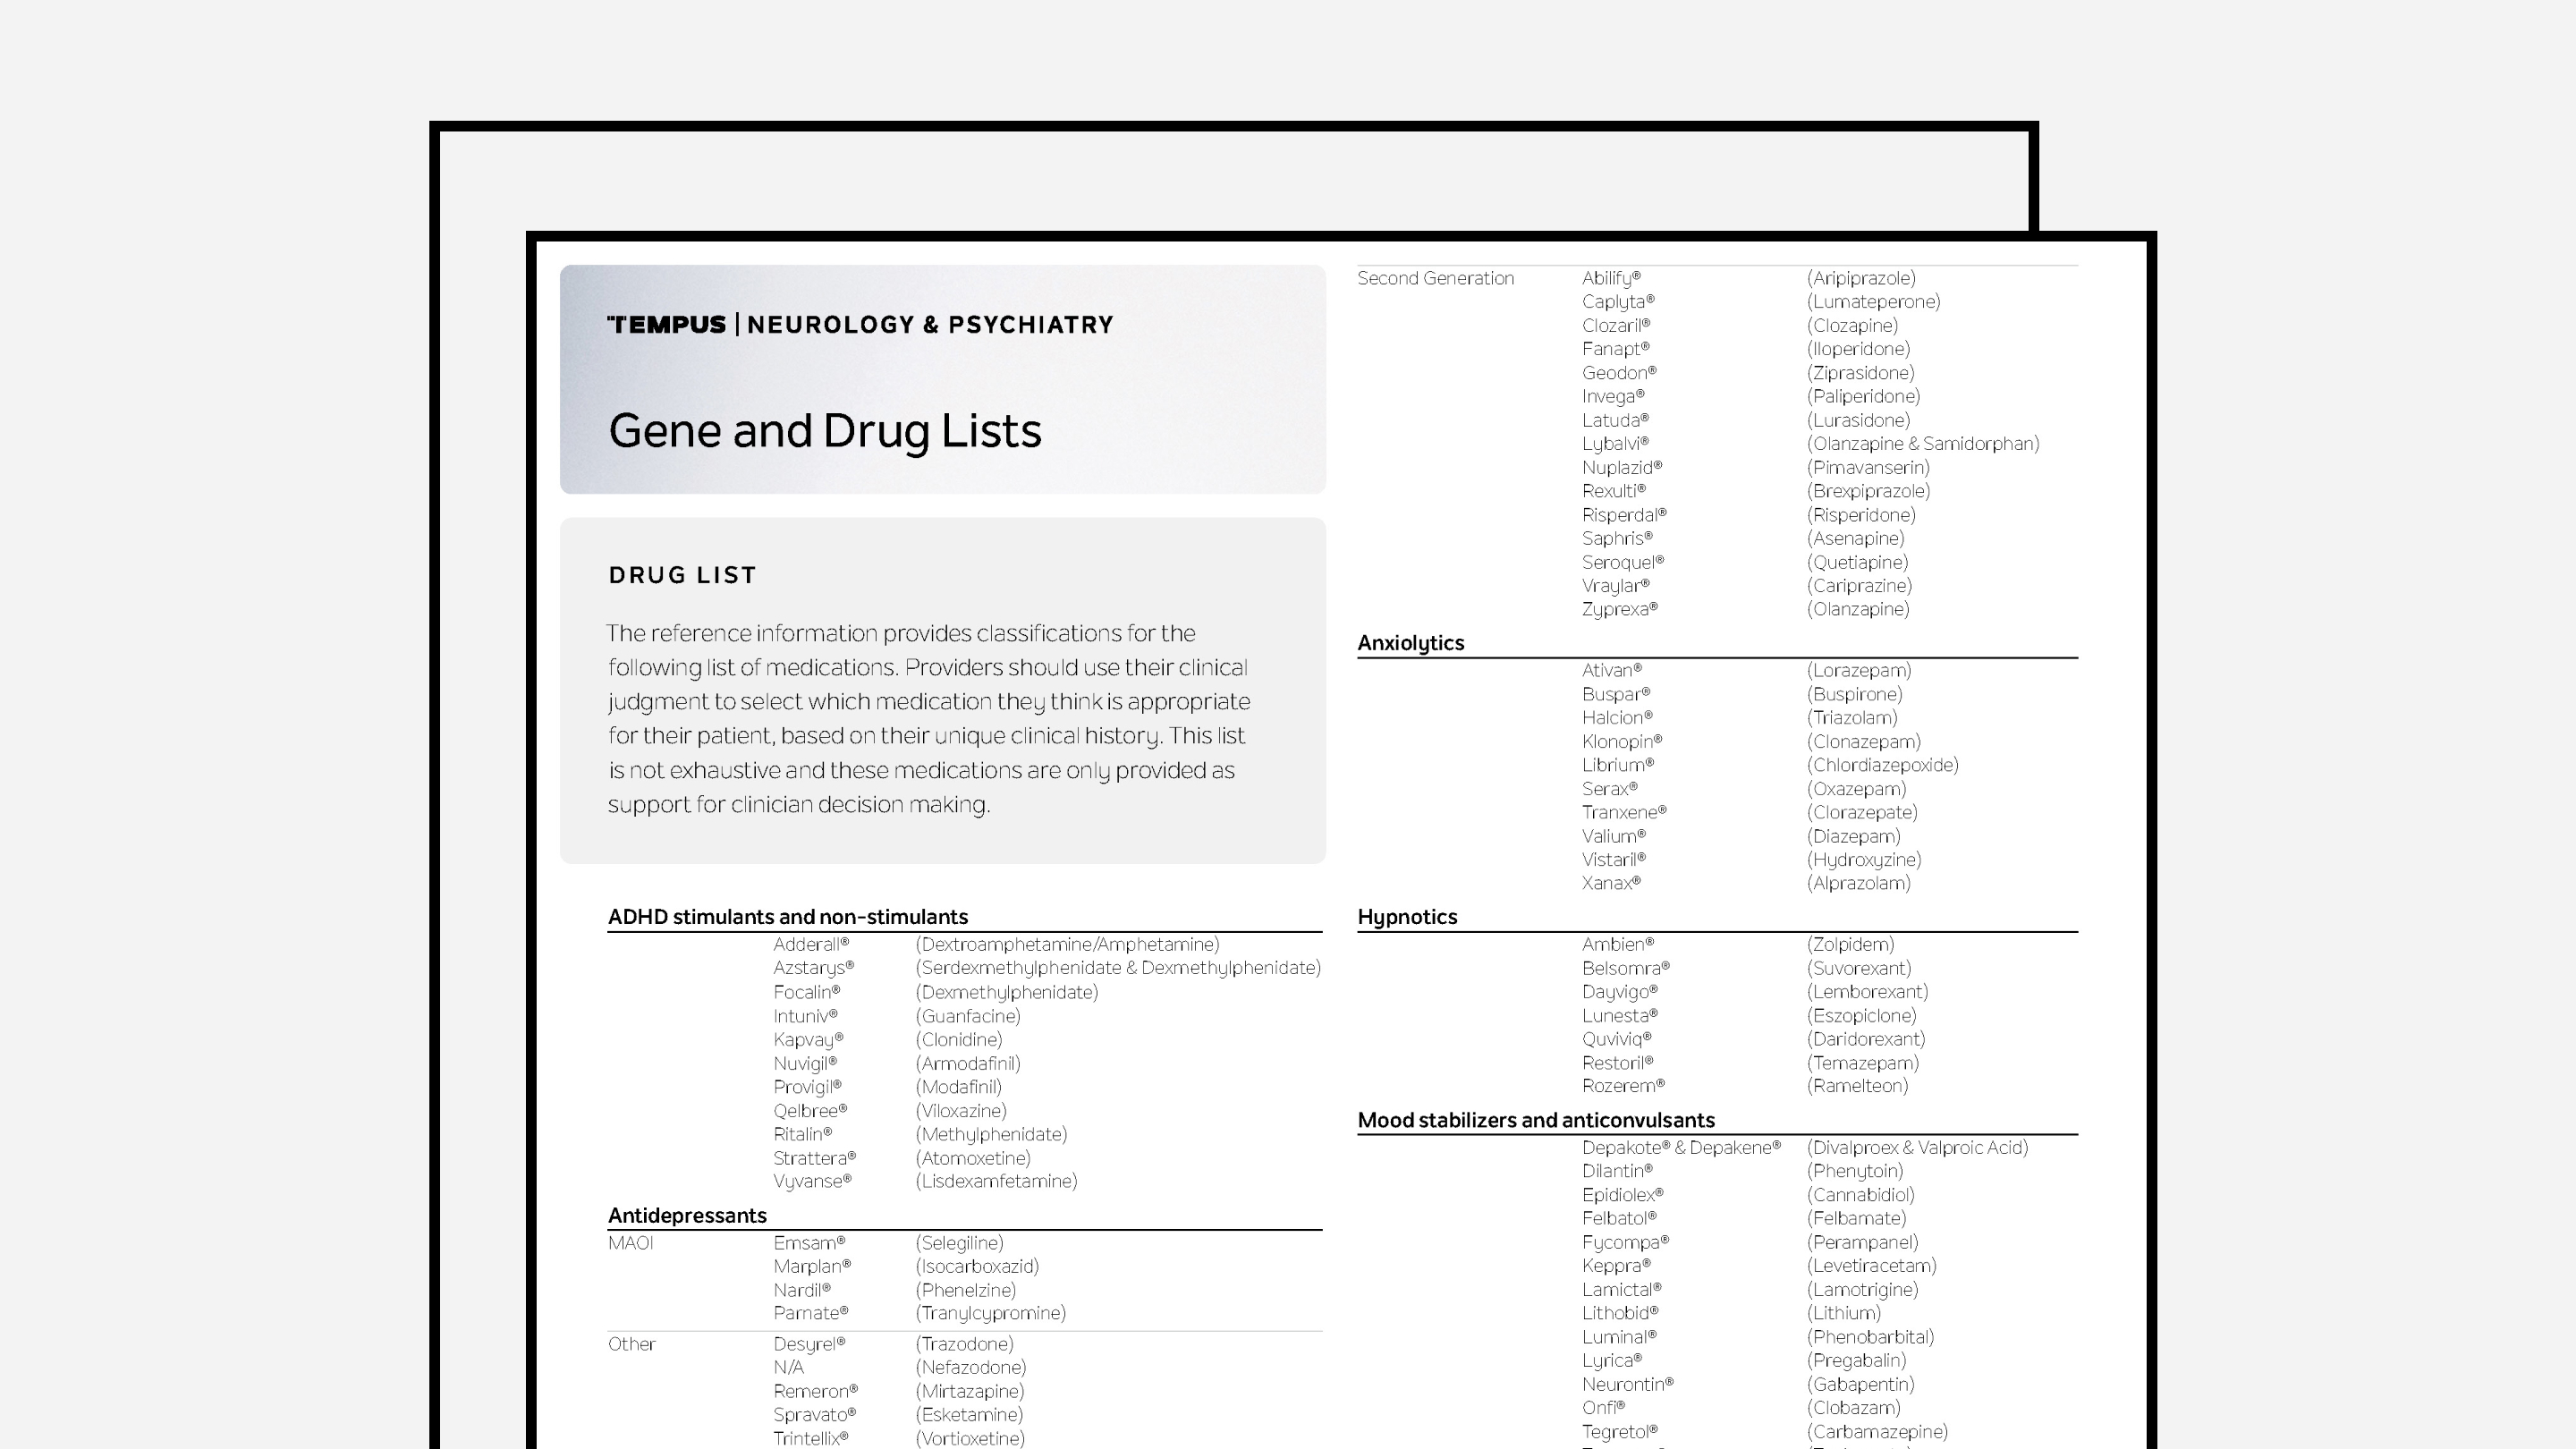 TEMPUS | NEUROLOGY & PSYCHIATRY
Gene and Drug Lists
DRUG LIST
The reference information provides classifications for the
following list of medications. Providers should use their clinical
judgment to select which medication they think is appropriate
for their patient, based on their unique clinical history. This list
is not exhaustive and these medications are only provided as
support for clinician decision making.
ADHD stimulants and non-stimulants
Adderall® (Dextroamphetamine/Amphetamine)
Azstarys® (Serdexmethylphenidate & Dexmethylphenidate)
Focalin® (Dexmethylphenidate)
Intuniv® (Guanfacine)
Kapvay® (Clonidine)
Nuvigil® (Armodafinil)
Provigil® (Modafinil)
Qelbree® (Viloxazine)
Ritalin® (Methylphenidate)
Strattera® (Atomoxetine)
Vyvanse® (Lisdexamfetamine)
Antidepressants
MAOI Emsam® (Selegiline)
Marplan® (Isocarboxazid)
Nardil® (Phenelzine)
Parnate® (Tranylcypromine)
Other Desyrel® (Trazodone)
N/A (Nefazodone)
Remeron® (Mirtazapine)
Spravato® (Esketamine)
Trintellix® (Vortioxetine)
Second Generation Abilify® (Aripiprazole)
Caplyta® (Lumateperone)
Clozaril® (Clozapine)
Fanapt® (Iloperidone)
Geodon® (Ziprasidone)
Invega® (Paliperidone)
Latuda® (Lurasidone)
Lybalvi® (Olanzapine & Samidorphan)
Nuplazid® (Pimavanserin)
Rexulti® (Brexpiprazole)
Risperdal® (Risperidone)
Saphris® (Asenapine)
Seroquel® (Quetiapine)
Vraylar® (Cariprazine)
Zyprexa® (Olanzapine)
Anxiolytics
Ativan® (Lorazepam)
Buspar® (Buspirone)
Halcion® (Triazolam)
Klonopin® (Clonazepam)
Librium® (Chlordiazepoxide)
Serax® (Oxazepam)
Tranxene® (Clorazepate)
Valium® (Diazepam)
Vistaril® (Hydroxyzine)
Xanax® (Alprazolam)
Hypnotics
Ambien® (Zolpidem)
Belsomra® (Suvorexant)
Dayvigo® (Lemborexant)
Lunesta® (Eszopiclone)
Quviviq® (Daridorexant)
Restoril® (Temazepam)
Rozerem® (Ramelteon)
Mood stabilizers and anticonvulsants
Depakote® & Depakene® (Divalproex & Valproic Acid)
Dilantin® (Phenytoin)
Epidiolex® (Cannabidiol)
Felbatol® (Felbamate)
Fycompa® (Perampanel)
Keppra® (Levetiracetam)
Lamictal® (Lamotrigine)
Lithobid® (Lithium)
Luminal® (Phenobarbital)
Lyrica® (Pregabalin)
Neurontin® (Gabapentin)
Onfi® (Clobazam)
Tegretol® (Carbamazepine)